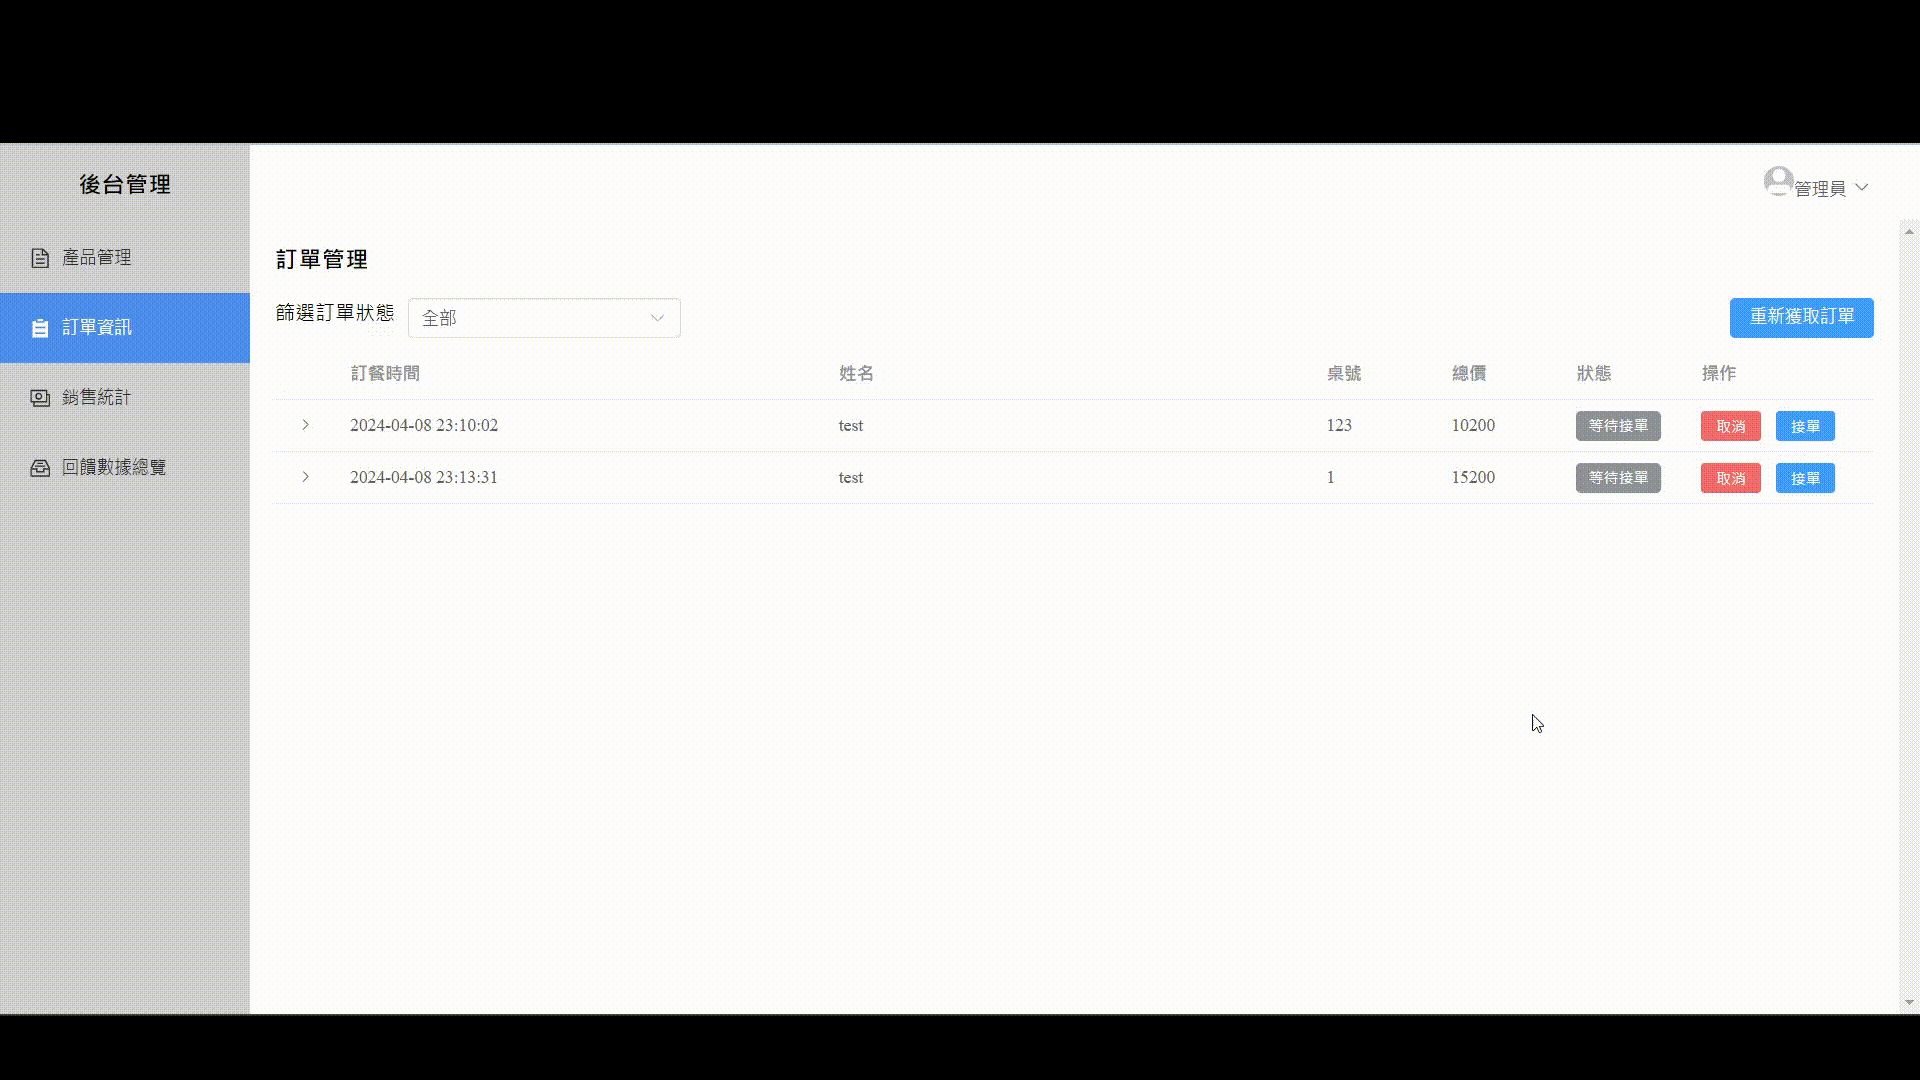 後台管理
管理員
產品管理
訂單資訊
銷售統計
回饋數據總覽
訂單管理
篩選訂單狀態 全部 重新獲取訂單
訂餐時間 姓名 桌號 總價 狀態 操作
2024-04-08 23:10:02 test 123 10200 等待接單 取消 接單
2024-04-08 23:13:31 test 1 15200 等待接單 取消 接單